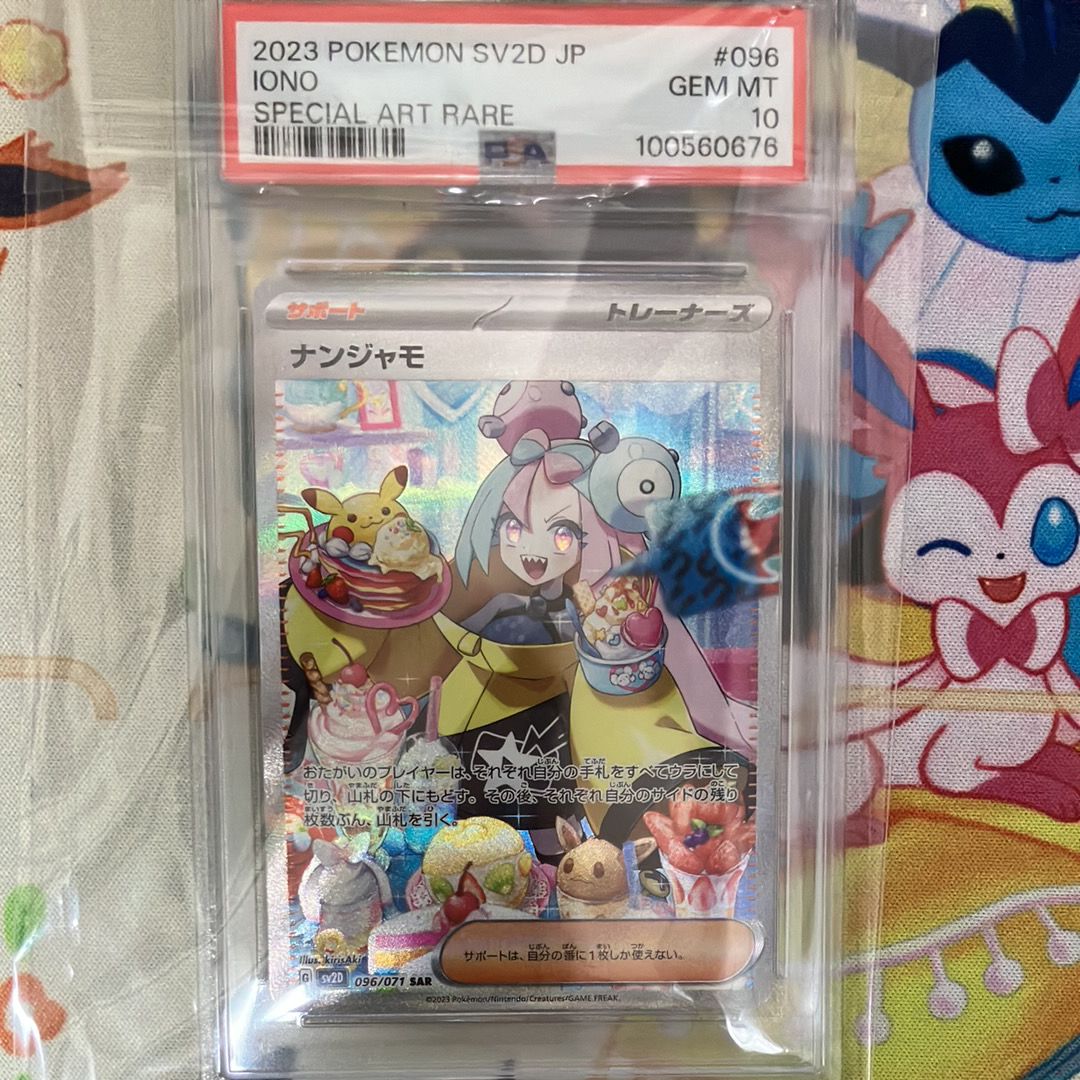 2023 POKEMON SV2D JP #096
IONO GEM MT
SPECIAL ART RARE 10
100560676
PSA
サポート トレーナーズ
ナンジャモ
おたがいのプレイヤーは、それぞれ自分の手札をすべてウラにして
切り、山札の下にもどす。その後、それぞれ自分のサイドの残り
枚数ぶん、山札を引く。
サポートは、自分の番に1枚しか使えない。
Illus. kirisAki
G sv2D 096/071 SAR
©2023 Pokémon/Nintendo/Creatures/GAME FREAK.